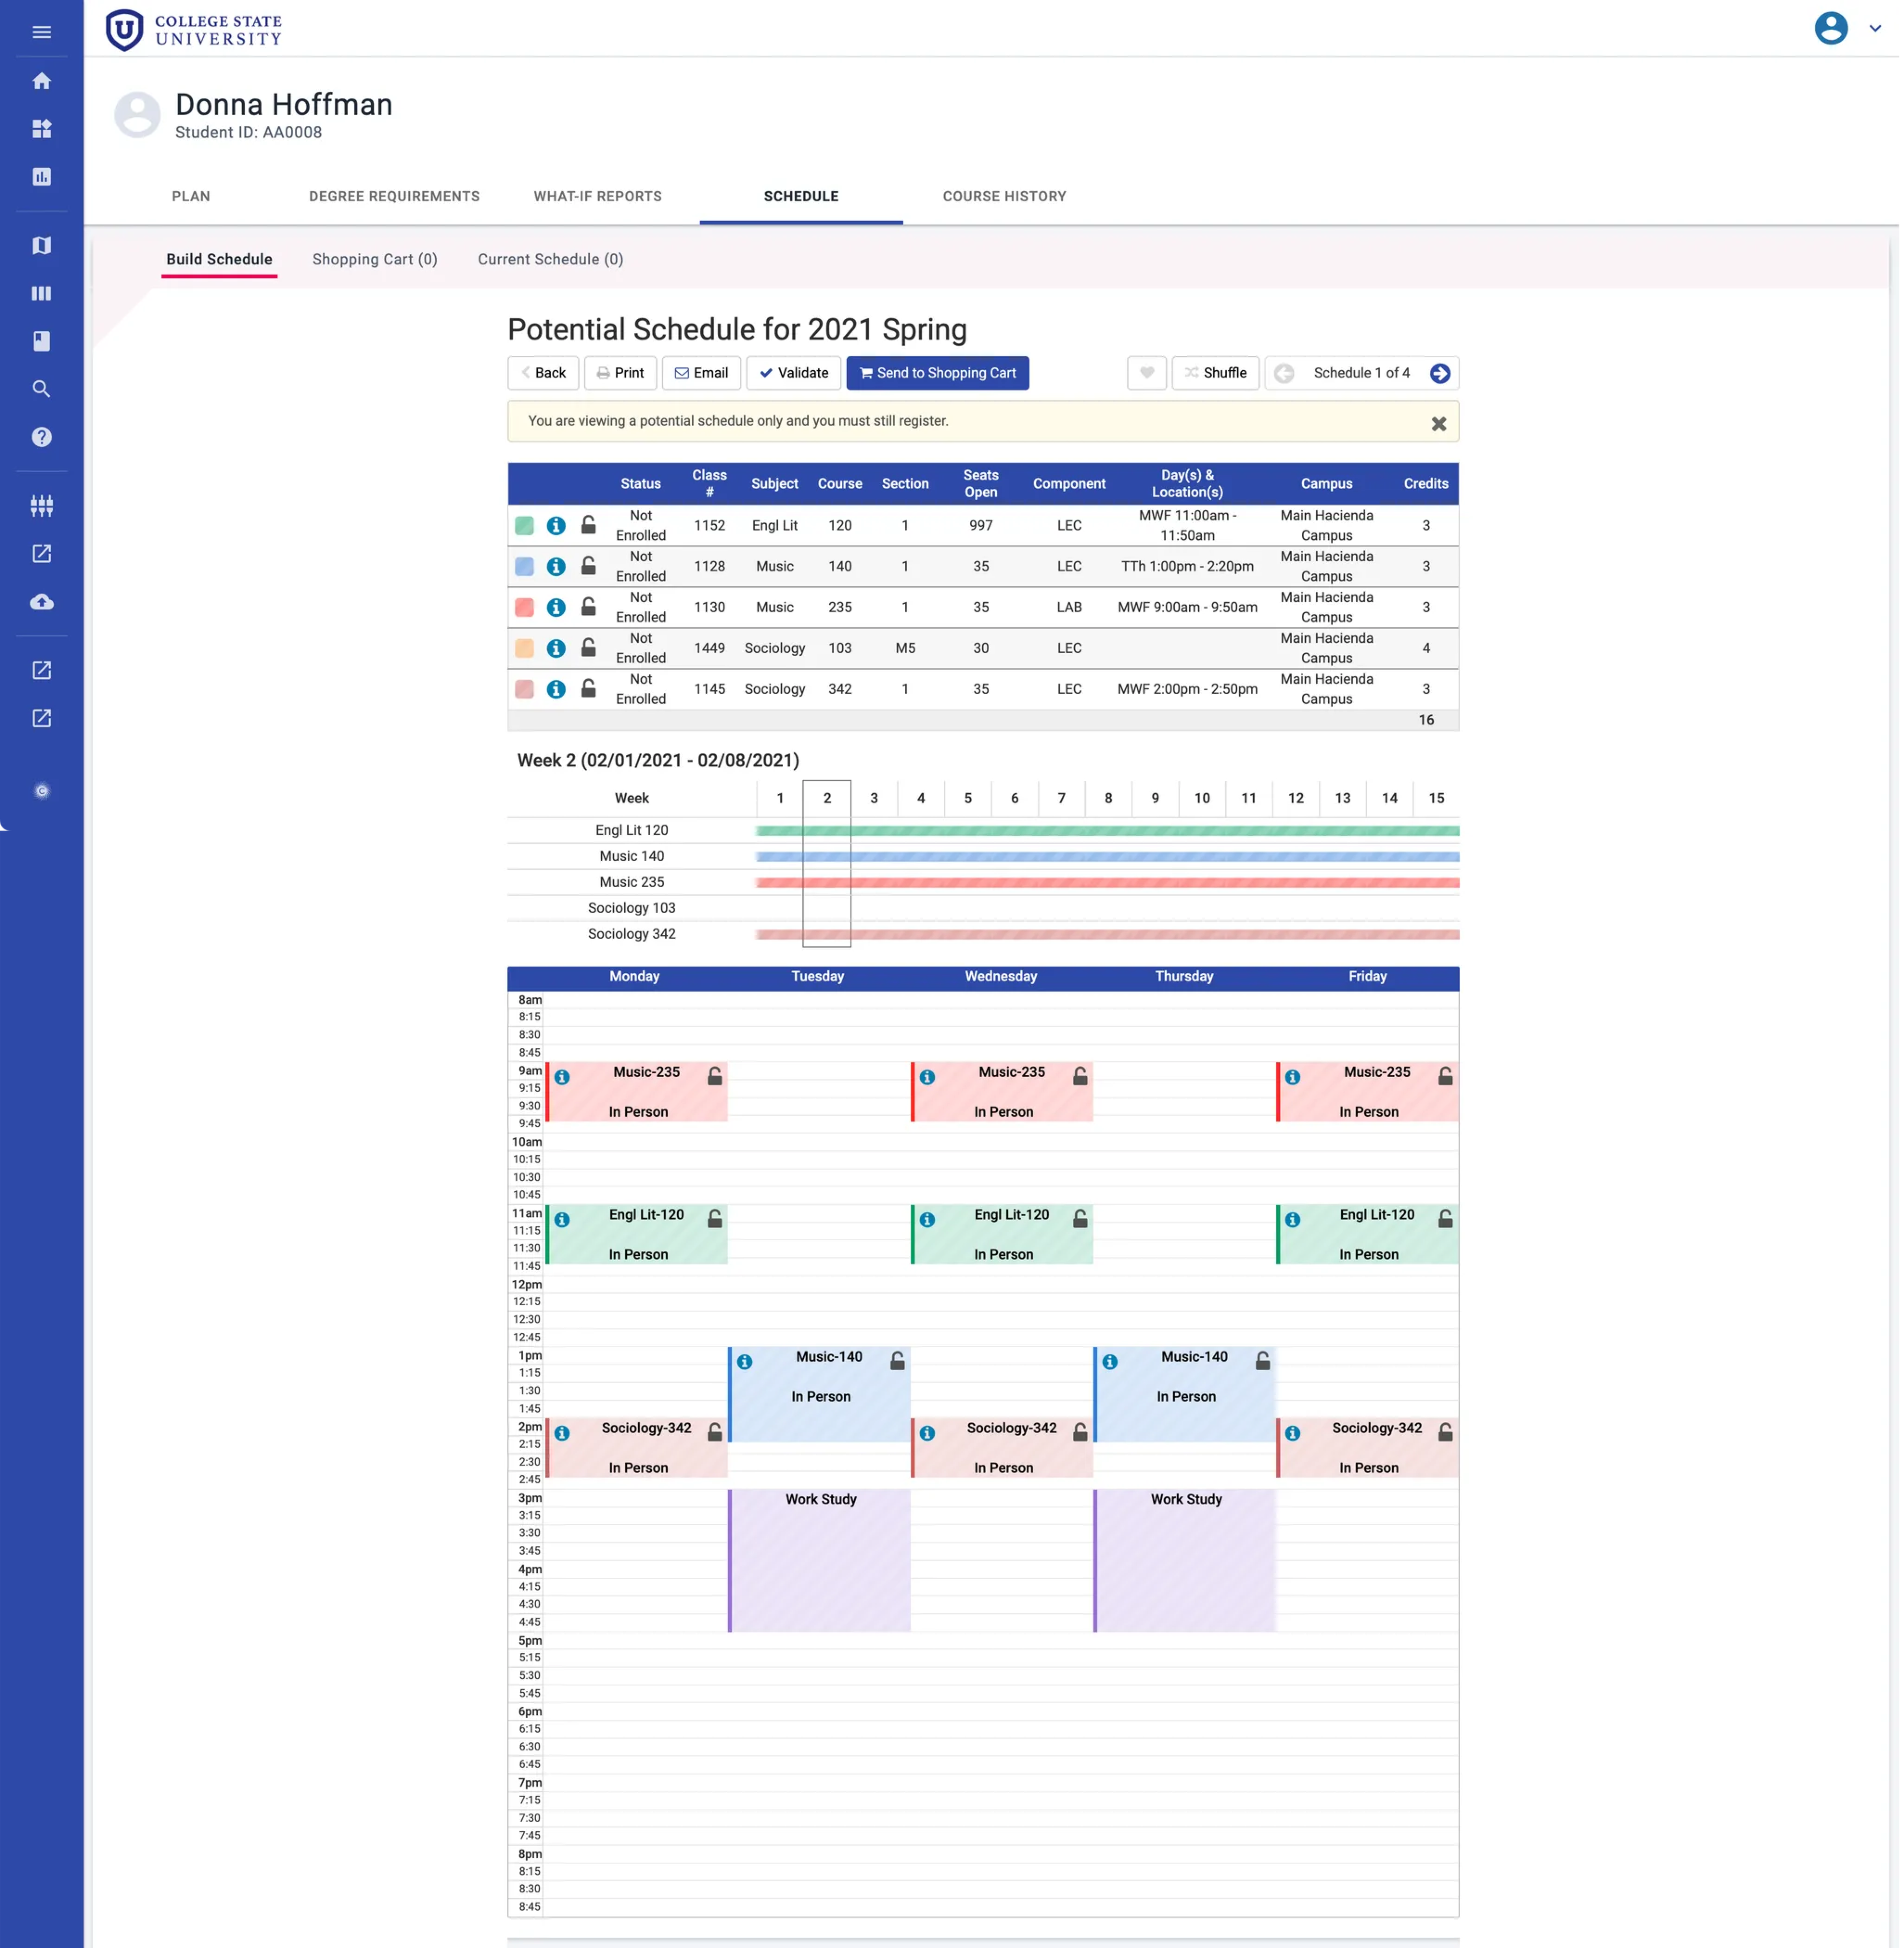 COLLEGE STATE
UNIVERSITY
Donna Hoffman
Student ID: AA0008
PLAN DEGREE REQUIREMENTS WHAT-IF REPORTS SCHEDULE COURSE HISTORY
Build Schedule Shopping Cart (0) Current Schedule (0)
Potential Schedule for 2021 Spring
Back Print Email Validate Send to Shopping Cart Shuffle Schedule 1 of 4
You are viewing a potential schedule only and you must still register.
Status Class # Subject Course Section Seats Open Component Day(s) & Location(s) Campus Credits
Not Enrolled 1152 Engl Lit 120 1 997 LEC MWF 11:00am - 11:50am Main Hacienda Campus 3
Not Enrolled 1128 Music 140 1 35 LEC TTh 1:00pm - 2:20pm Main Hacienda Campus 3
Not Enrolled 1130 Music 235 1 35 LAB MWF 9:00am - 9:50am Main Hacienda Campus 3
Not Enrolled 1449 Sociology 103 M5 30 LEC Main Hacienda Campus 4
Not Enrolled 1145 Sociology 342 1 35 LEC MWF 2:00pm - 2:50pm Main Hacienda Campus 3
16
Week 2 (02/01/2021 - 02/08/2021)
Week 1 2 3 4 5 6 7 8 9 10 11 12 13 14 15
Engl Lit 120
Music 140
Music 235
Sociology 103
Sociology 342
Monday Tuesday Wednesday Thursday Friday
8am
8:15
8:30
8:45
9am Music-235 Music-235 Music-235
9:15
9:30 In Person In Person In Person
9:45
10am
10:15
10:30
10:45
11am Engl Lit-120 Engl Lit-120 Engl Lit-120
11:15
11:30 In Person In Person In Person
11:45
12pm
12:15
12:30
12:45
1pm Music-140 Music-140
1:15
1:30 In Person In Person
1:45
2pm Sociology-342 Sociology-342 Sociology-342
2:15
2:30 In Person In Person In Person
2:45
3pm Work Study Work Study
3:15
3:30
3:45
4pm
4:15
4:30
4:45
5pm
5:15
5:30
5:45
6pm
6:15
6:30
6:45
7pm
7:15
7:30
7:45
8pm
8:15
8:30
8:45